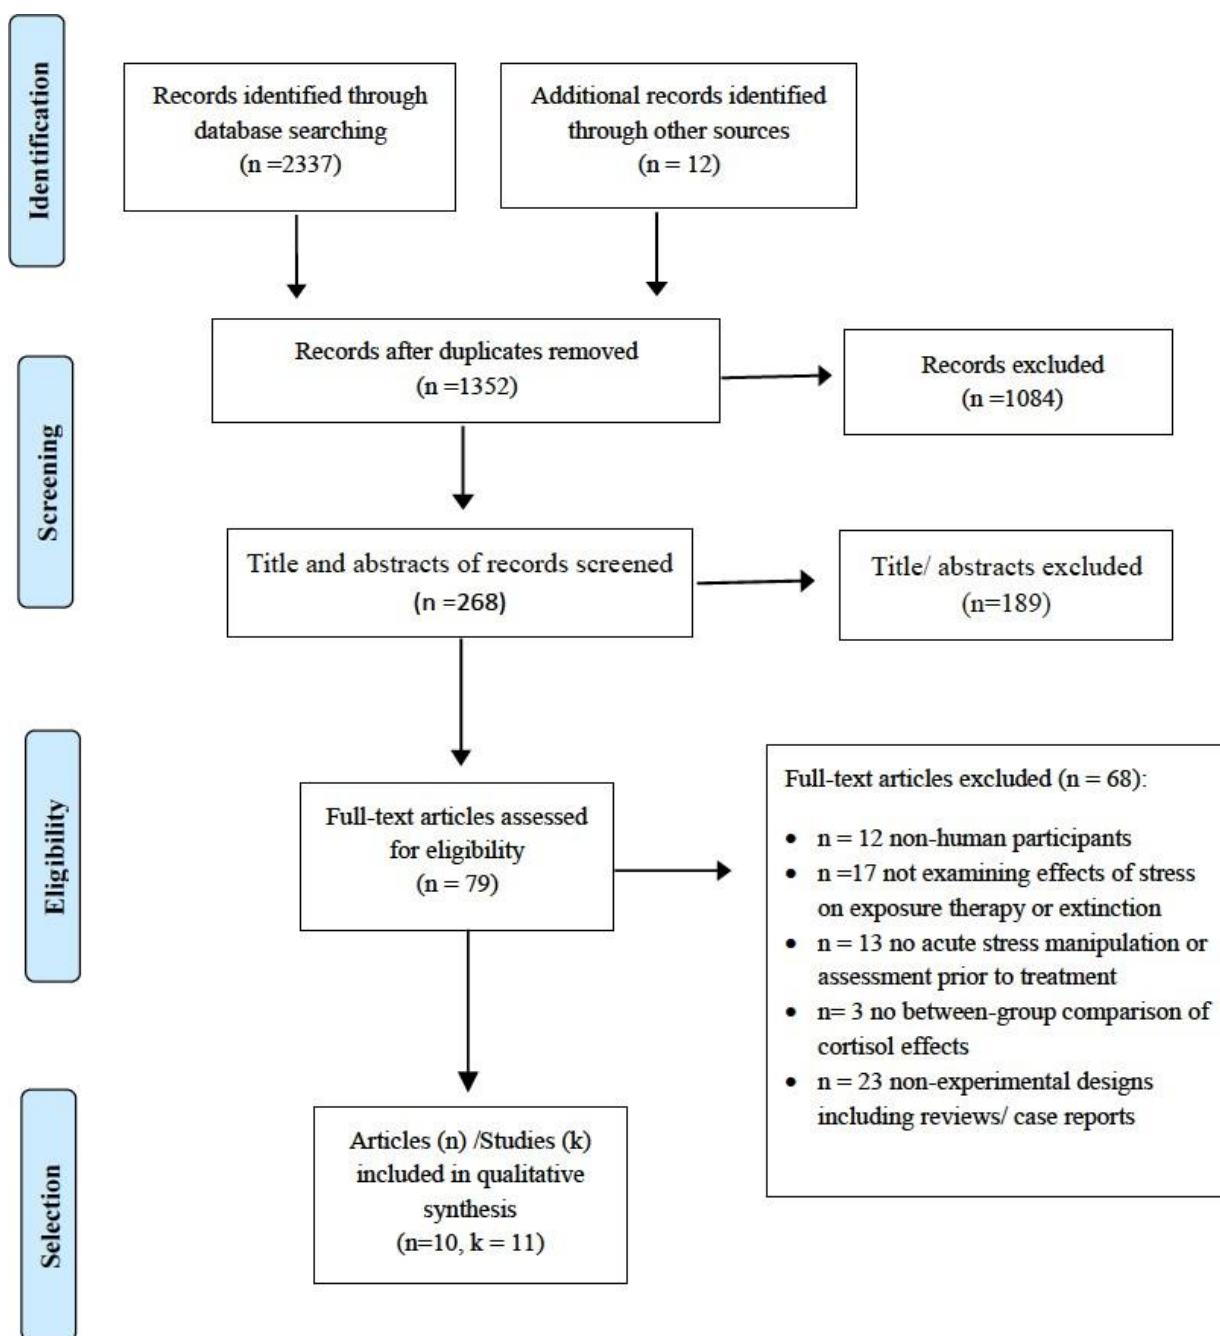 Identification
Records identified through
database searching
(n =2337)
Additional records identified
through other sources
(n = 12)
Screening
Records after duplicates removed
(n =1352)
Records excluded
(n =1084)
Title and abstracts of records screened
(n =268)
Title/ abstracts excluded
(n=189)
Eligibility
Full-text articles assessed
for eligibility
(n = 79)
Full-text articles excluded (n = 68):
• n = 12 non-human participants
• n =17 not examining effects of stress
on exposure therapy or extinction
• n = 13 no acute stress manipulation or
assessment prior to treatment
• n= 3 no between-group comparison of
cortisol effects
• n = 23 non-experimental designs
including reviews/ case reports
Selection
Articles (n) /Studies (k)
included in qualitative
synthesis
(n=10, k = 11)